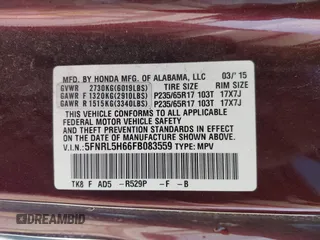 MFD. BY HONDA MFG. OF ALABAMA, LLC 03/'15
GVWR 2730KG(6019LBS) TIRE SIZE RIM SIZE
GAWR F 1320KG(2910LBS) P235/65R17 103T 17X7J
GAWR R 1515KG(3340LBS) P235/65R17 103T 17X7J
THIS VEHICLE CONFORMS TO ALL APPLICABLE
FEDERAL MOTOR VEHICLE SAFETY, BUMPER, AND
THEFT PREVENTION STANDARDS IN EFFECT ON
THE DATE OF MANUFACTURE SHOWN ABOVE.
V.I.N.:5FNRL5H66FB083559 TYPE: MPV
TK8 F AD5 -R529P -F -B
DREAMBID